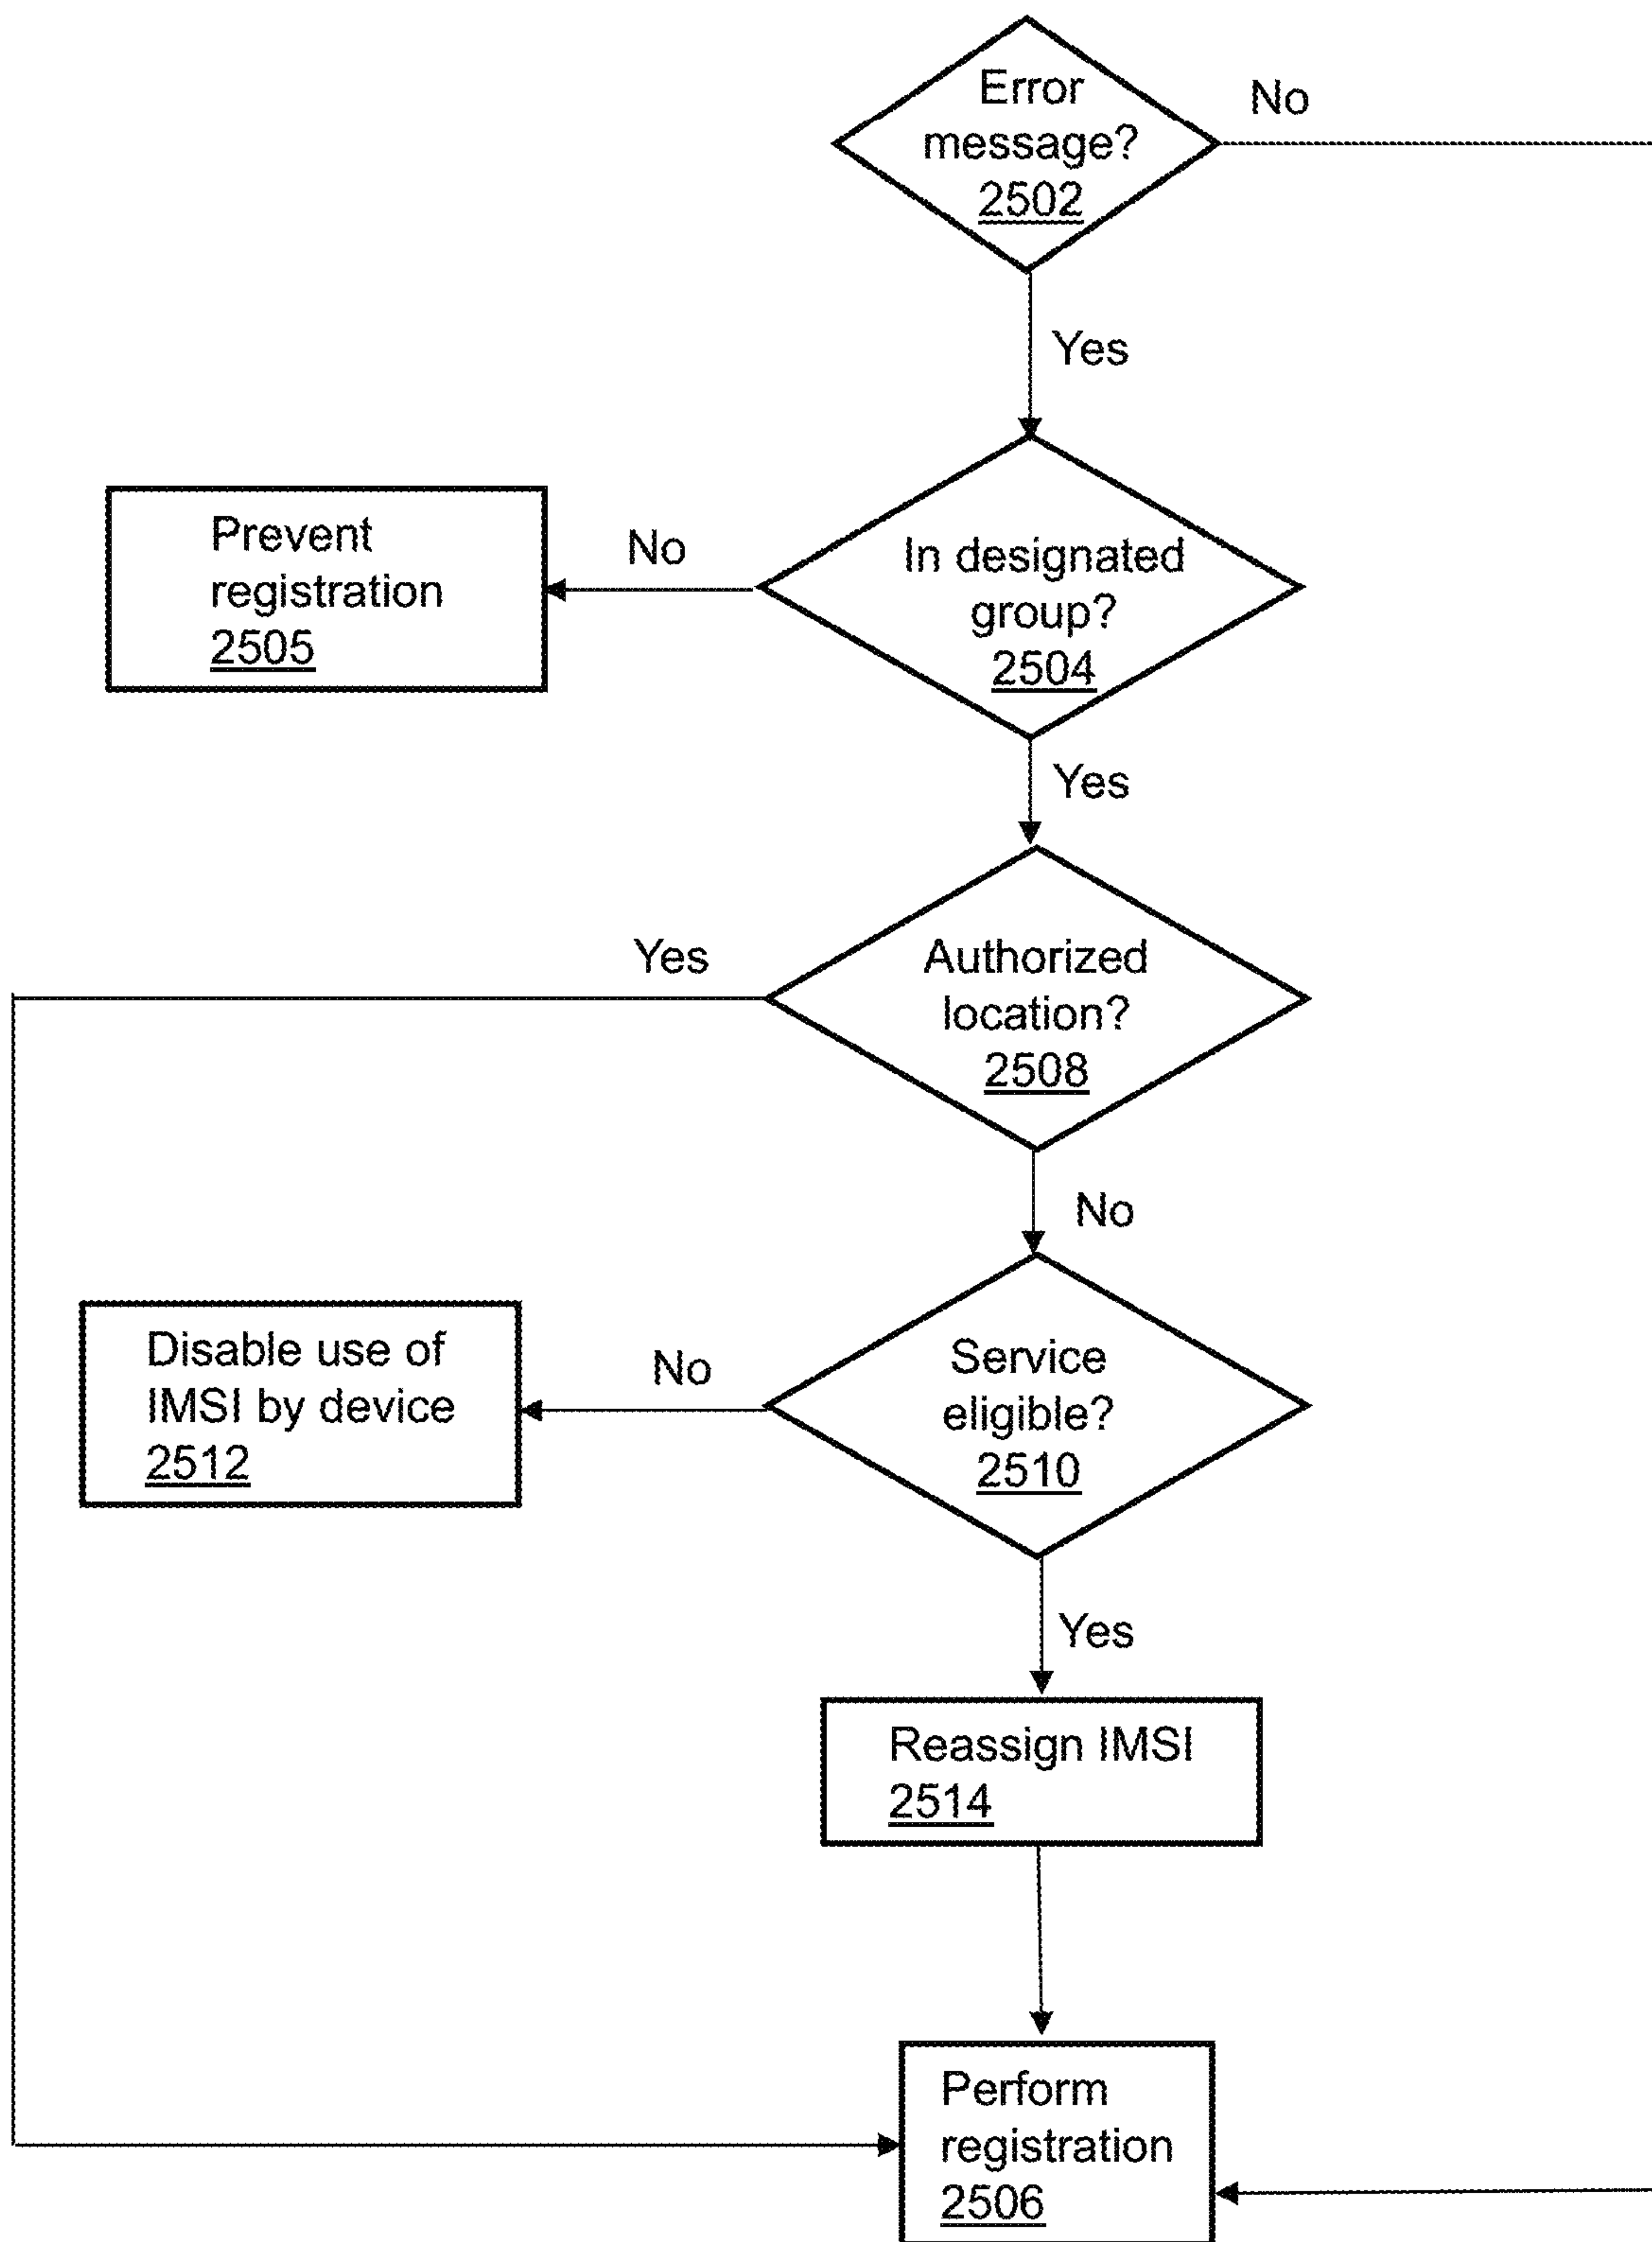 Error
message?
2502
No
Yes
Prevent
registration
2505
No
In designated
group?
2504
Yes
Yes
Authorized
location?
2508
No
Disable use of
IMSI by device
2512
No
Service
eligible?
2510
Yes
Reassign IMSI
2514
Perform
registration
2506